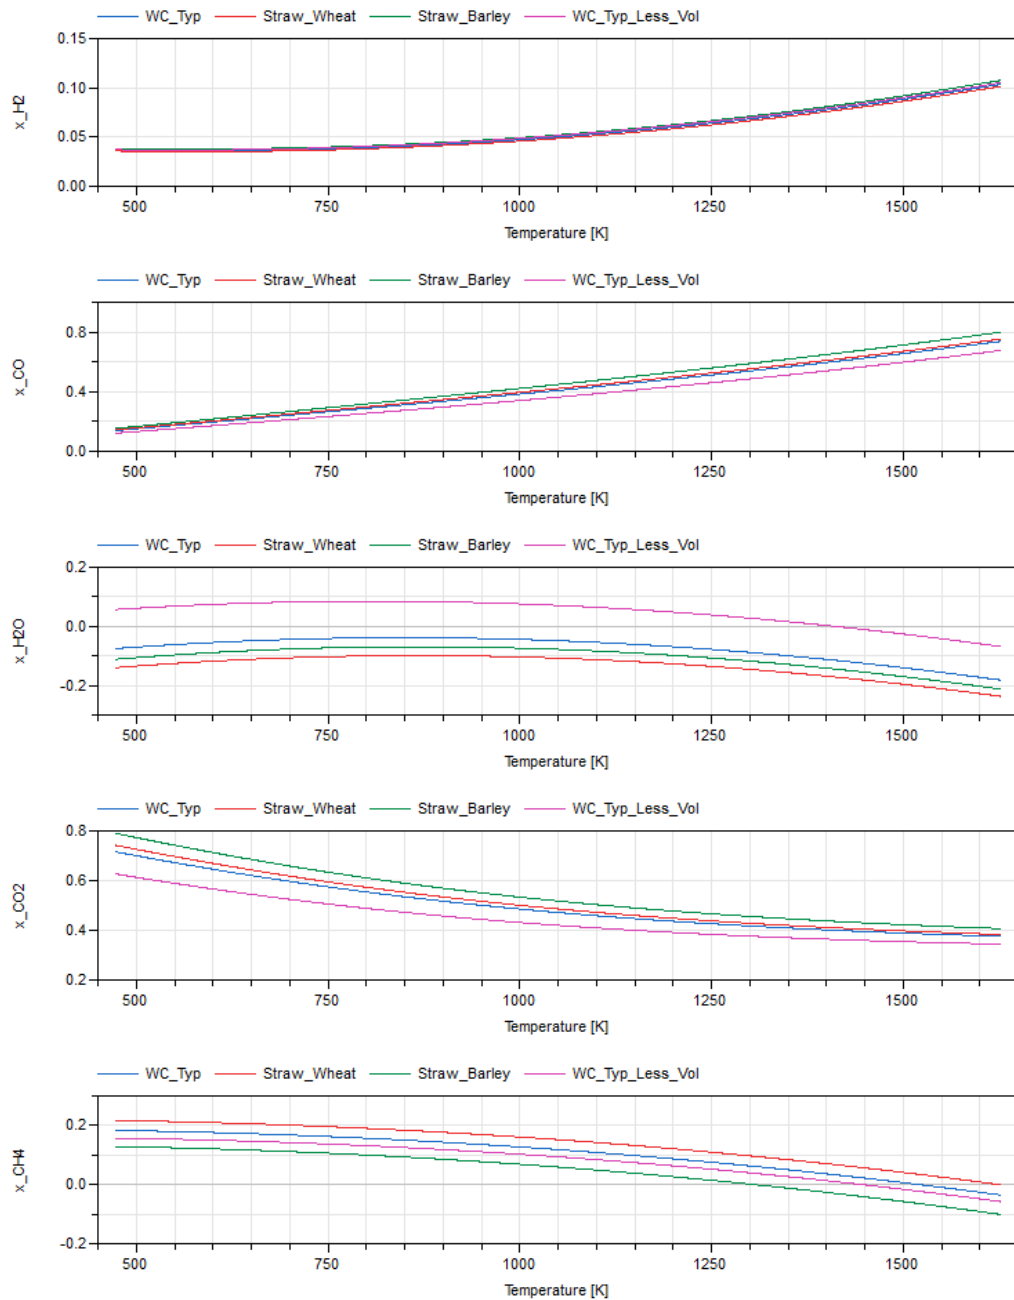 WC_Typ Straw_Wheat Straw_Barley WC_Typ_Less_Vol
0.15
0.10
0.05
0.00
x_H2
500 750 1000 1250 1500
Temperature [K]
WC_Typ Straw_Wheat Straw_Barley WC_Typ_Less_Vol
0.8
0.4
0.0
x_CO
500 750 1000 1250 1500
Temperature [K]
WC_Typ Straw_Wheat Straw_Barley WC_Typ_Less_Vol
0.2
0.0
-0.2
x_H2O
500 750 1000 1250 1500
Temperature [K]
WC_Typ Straw_Wheat Straw_Barley WC_Typ_Less_Vol
0.8
0.6
0.4
0.2
x_CO2
500 750 1000 1250 1500
Temperature [K]
WC_Typ Straw_Wheat Straw_Barley WC_Typ_Less_Vol
0.2
0.0
-0.2
x_CH4
500 750 1000 1250 1500
Temperature [K]